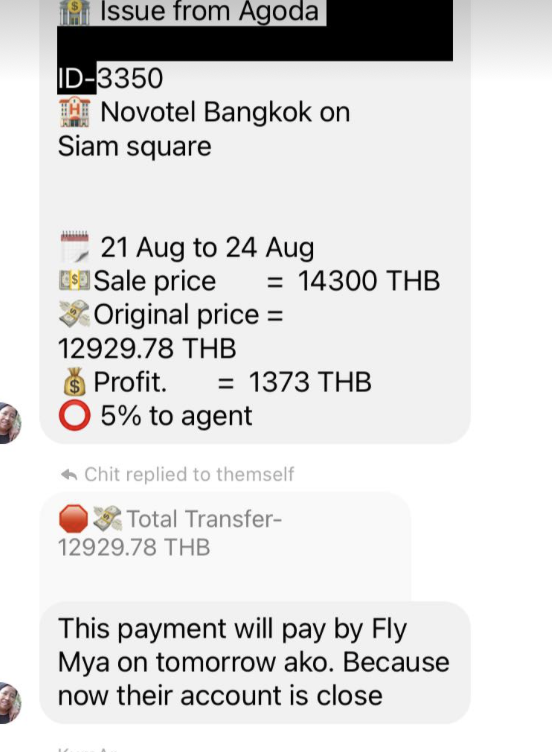 Issue from Agoda
ID-3350
Novotel Bangkok on
Siam square
21 Aug to 24 Aug
Sale price = 14300 THB
Original price =
12929.78 THB
Profit. = 1373 THB
5% to agent
Chit replied to themself
Total Transfer-
12929.78 THB
This payment will pay by Fly
Mya on tomorrow ako. Because
now their account is close